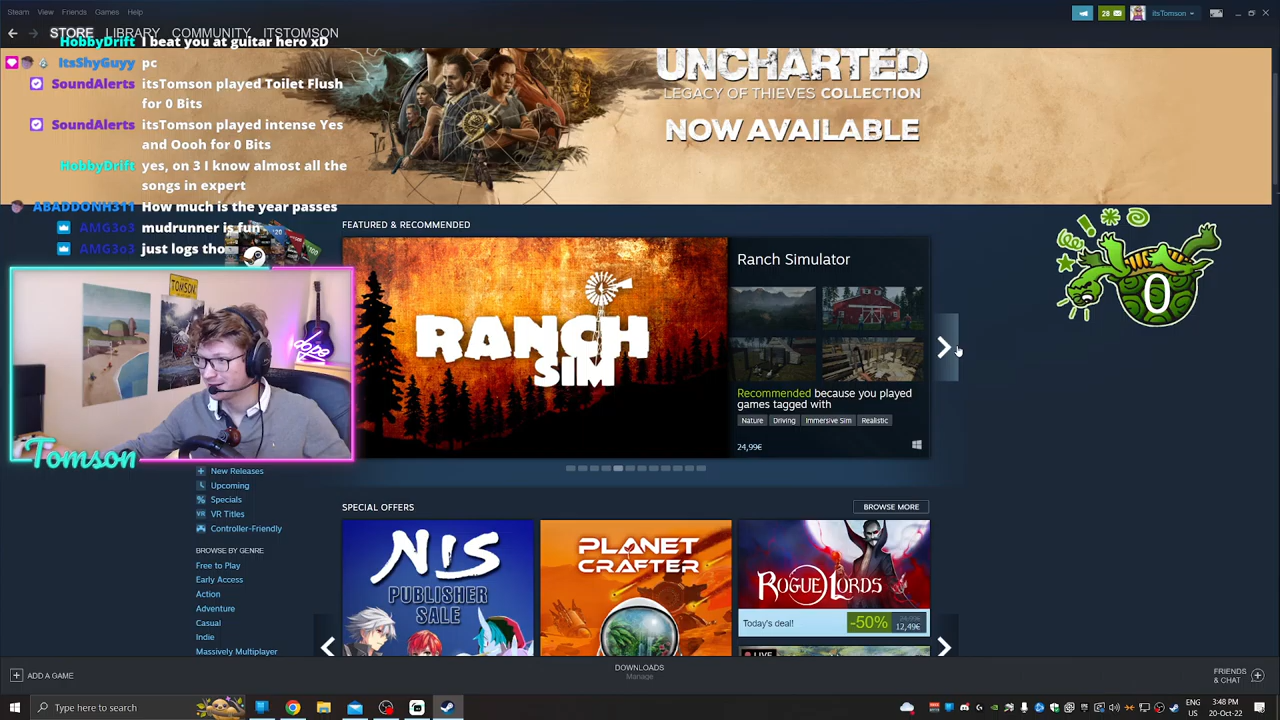 Steam View Friends Games Help
28 itsTomson
STORE LIBRARY COMMUNITY ITSTOMSON
HobbyDrift I beat you at guitar hero xD
ItsShyGuyy pc
SoundAlerts itsTomson played Toilet Flush
for 0 Bits
SoundAlerts itsTomson played intense Yes
and Oooh for 0 Bits
HobbyDrift yes, on 3 I know almost all the
songs in expert
ABADDONH311 How much is the year passes
AMG3o3 mudrunner is fun
AMG3o3 just logs tho
UNCHARTED
LEGACY OF THIEVES COLLECTION
NOW AVAILABLE
FEATURED & RECOMMENDED
RANCH
SIM
Ranch Simulator
Recommended because you played
games tagged with
Nature Driving Immersive Sim Realistic
24,99€
0
TOMSON
Tomson
New Releases
Upcoming
Specials
VR VR Titles
Controller-Friendly
BROWSE BY GENRE
Free to Play
Early Access
Action
Adventure
Casual
Indie
Massively Multiplayer
SPECIAL OFFERS
BROWSE MORE
NIS
PUBLISHER
SALE
PLANET
CRAFTER
ROGUE LORDS
Today's deal! -50% 24,99€
12,49€
LIVE
ADD A GAME
DOWNLOADS
Manage
FRIENDS
& CHAT
Type here to search
ENG
US
3:48 PM
20-Oct-22